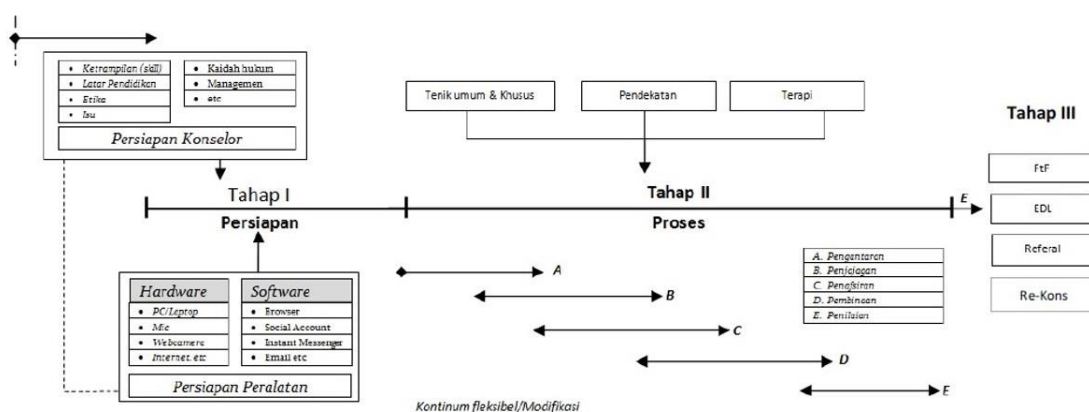 Ketrampilan (skill)
Latar Pendidikan
Etika
Isu
Kaidah hukum
Managemen
etc
Persiapan Konselor
Tenik umum & Khusus
Pendekatan
Terapi
Tahap III
FtF
EDL
Referal
Re-Kons
Tahap I
Persiapan
Tahap II
Proses
E
Hardware
PC/Laptop
Mic
Webcamera
Internet. etc
Software
Browser
Social Account
Instant Messenger
Email etc
Persiapan Peralatan
A
B
C
D
E
A. Pengantaran
B. Penjajagan
C. Penafsiran
D. Pembinaan
E. Penilaian
Kontinum fleksibel/Modifikasi